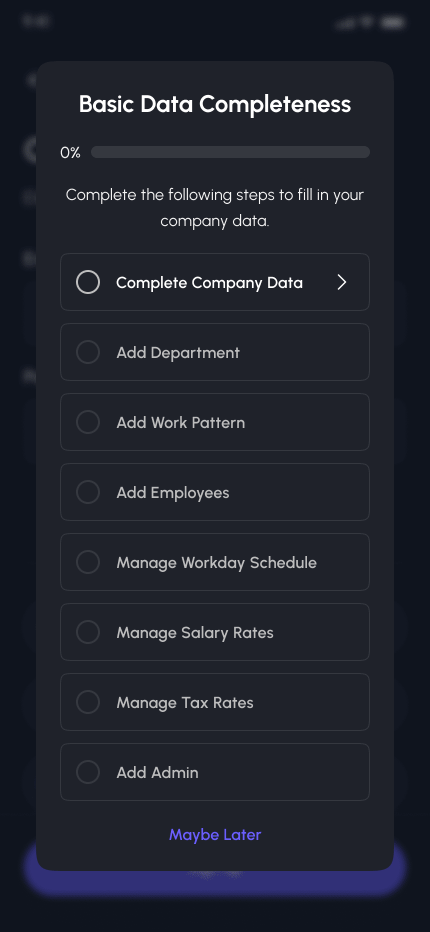 Basic Data Completeness
0%
Complete the following steps to fill in your
company data.
Complete Company Data
Add Department
Add Work Pattern
Add Employees
Manage Workday Schedule
Manage Salary Rates
Manage Tax Rates
Add Admin
Maybe Later